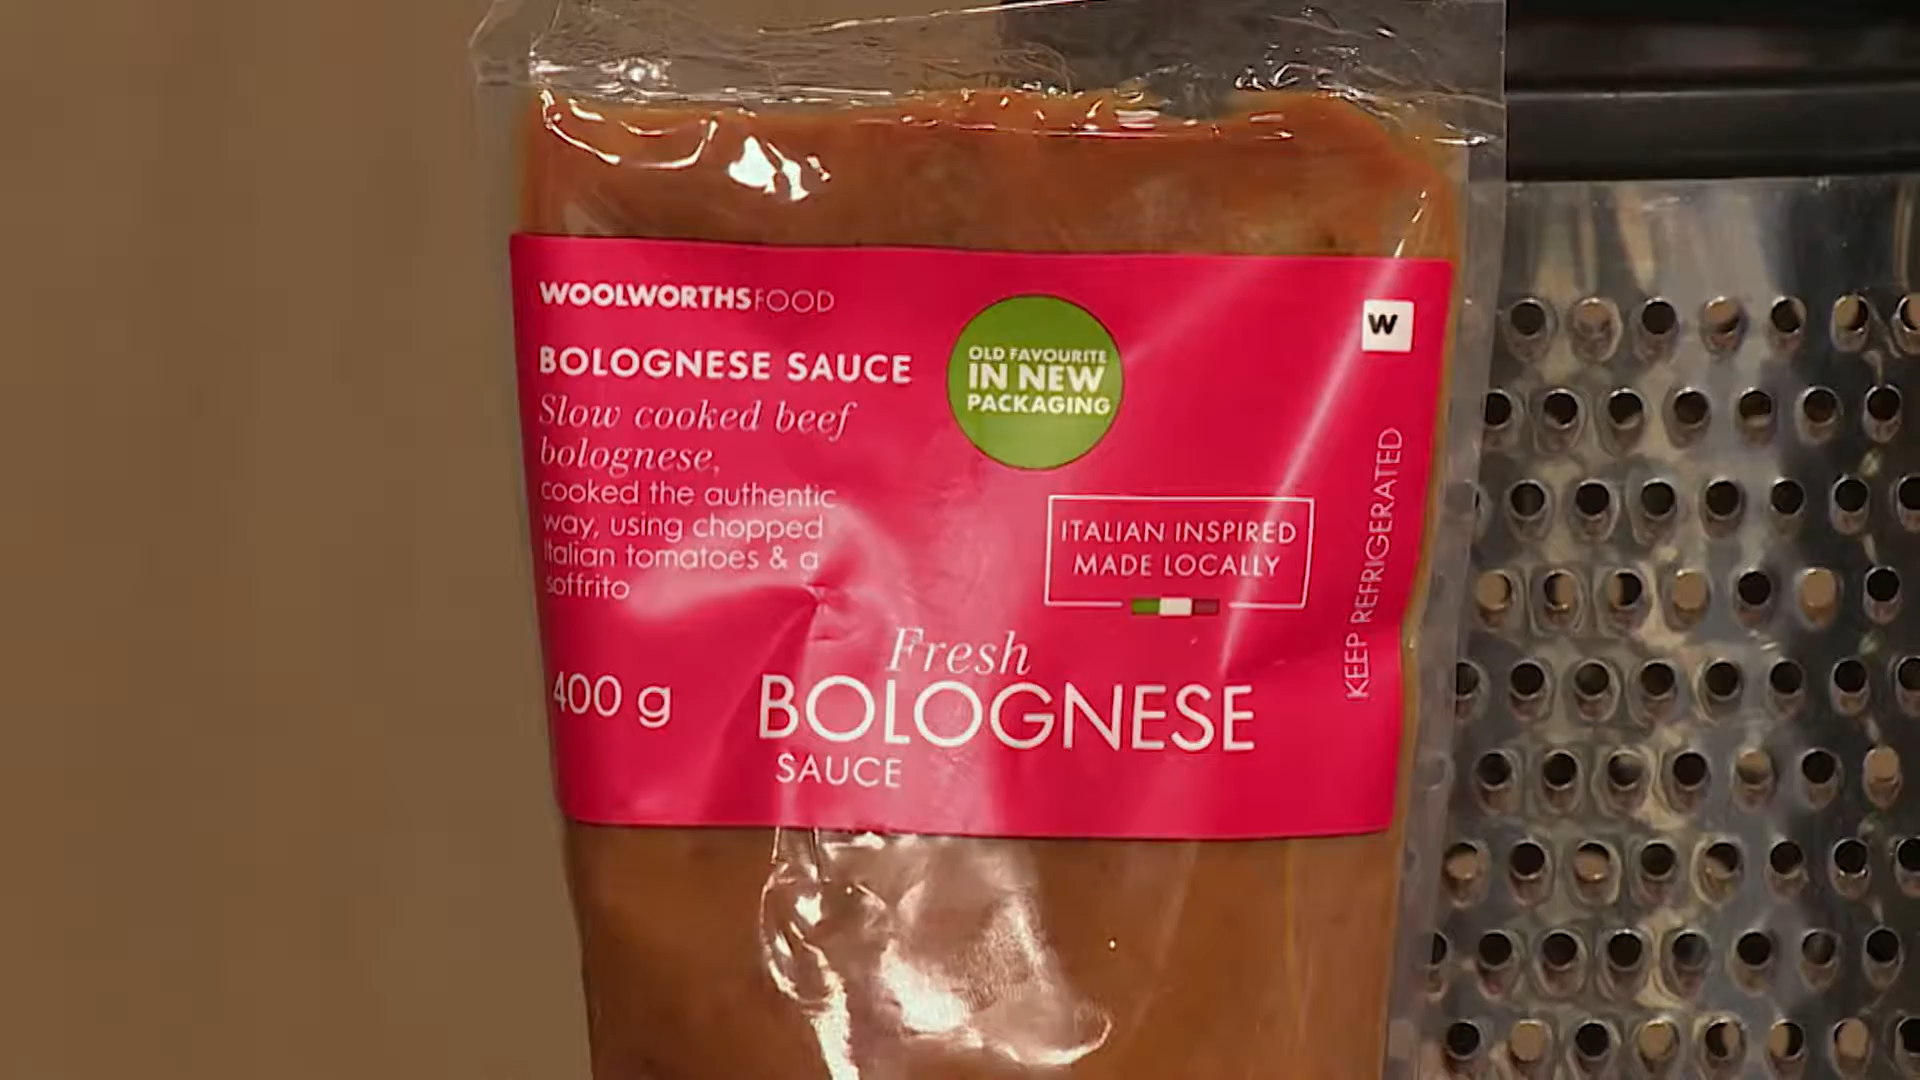 WOOLWORTHSFOOD
BOLOGNESE SAUCE
Slow cooked beef
bolognese,
cooked the authentic
way, using chopped
Italian tomatoes & a
soffrito
400 g
OLD FAVOURITE
IN NEW
PACKAGING
W
ITALIAN INSPIRED
MADE LOCALLY
KEEP REFRIGERATED
Fresh
BOLOGNESE
SAUCE